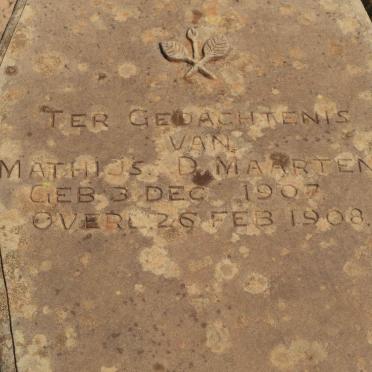 TER GEDACHTENIS
VAN
MATHIJS. D. MAARTEN
GEB 3 DEC 1907
OVERL 26 FEB 1908.